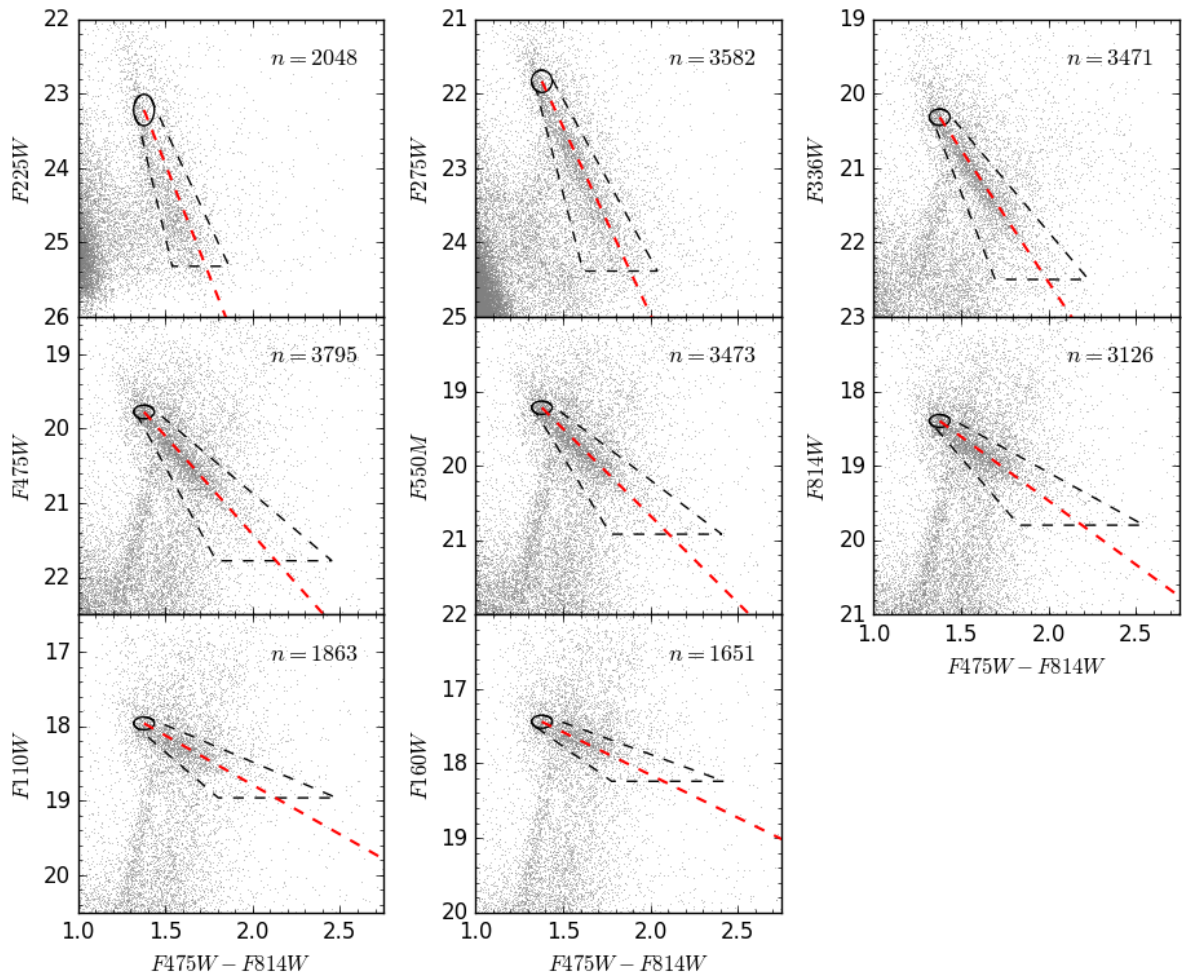 22
23
24
25
26
F225W
n = 2048
21
22
23
24
25
F275W
n = 3582
19
20
21
22
23
F336W
n = 3471
1.0
1.5
2.0
2.5
F475W − F814W
19
20
21
22
F475W
n = 3795
19
20
21
22
F550M
n = 3473
18
19
20
21
F814W
n = 3126
17
18
19
20
F110W
n = 1863
1.0
1.5
2.0
2.5
F475W − F814W
16
17
18
19
20
F160W
n = 1651
1.0
1.5
2.0
2.5
F475W − F814W